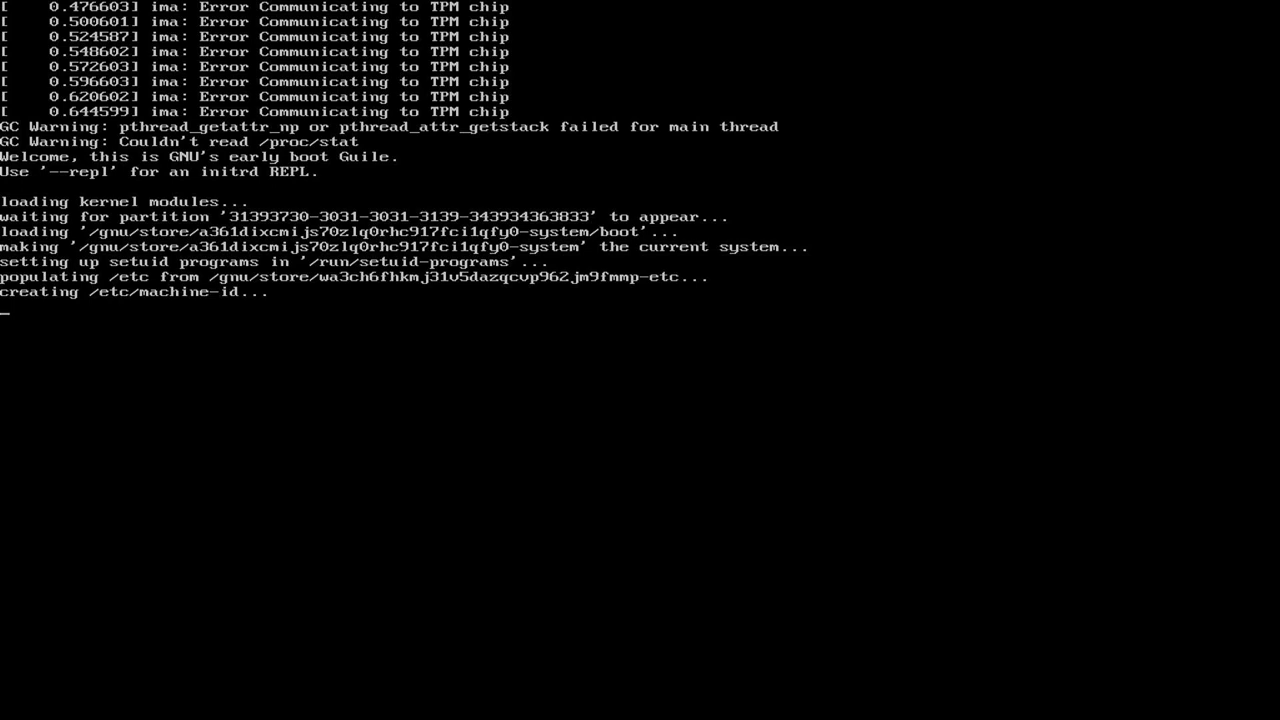 [    0.476603] ima: Error Communicating to TPM chip
[    0.500601] ima: Error Communicating to TPM chip
[    0.524587] ima: Error Communicating to TPM chip
[    0.548602] ima: Error Communicating to TPM chip
[    0.572603] ima: Error Communicating to TPM chip
[    0.596603] ima: Error Communicating to TPM chip
[    0.620602] ima: Error Communicating to TPM chip
[    0.644599] ima: Error Communicating to TPM chip
GC Warning: pthread_getattr_np or pthread_attr_getstack failed for main thread
GC Warning: Couldn't read /proc/stat
Welcome, this is GNU's early boot Guile.
Use '--repl' for an initrd REPL.

loading kernel modules...
waiting for partition '31393730-3031-3031-3139-343934363833' to appear...
loading '/gnu/store/a361dixcmijs70zlq0rhc917fci1qfy0-system/boot'...
making '/gnu/store/a361dixcmijs70zlq0rhc917fci1qfy0-system' the current system...
setting up setuid programs in '/run/setuid-programs'...
populating /etc from /gnu/store/wa3ch6fhkmj31v5dazqcvp962jm9fmmp-etc...
creating /etc/machine-id...